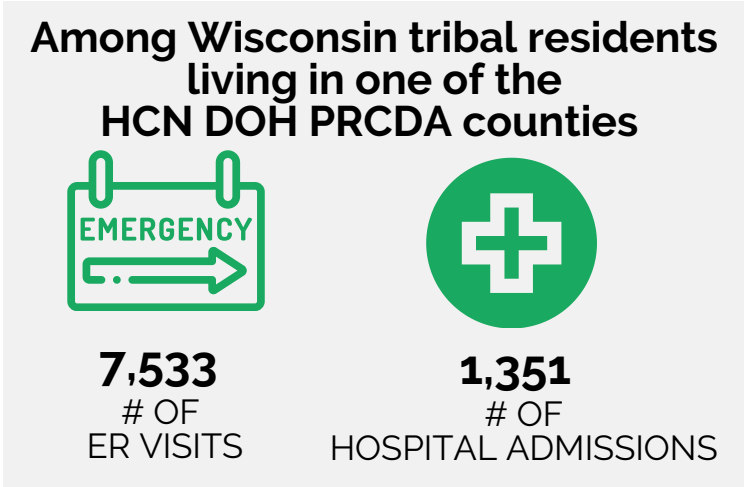 Among Wisconsin tribal residents
living in one of the
HCN DOH PRCDA counties
EMERGENCY
7,533
# OF
ER VISITS
1,351
# OF
HOSPITAL ADMISSIONS